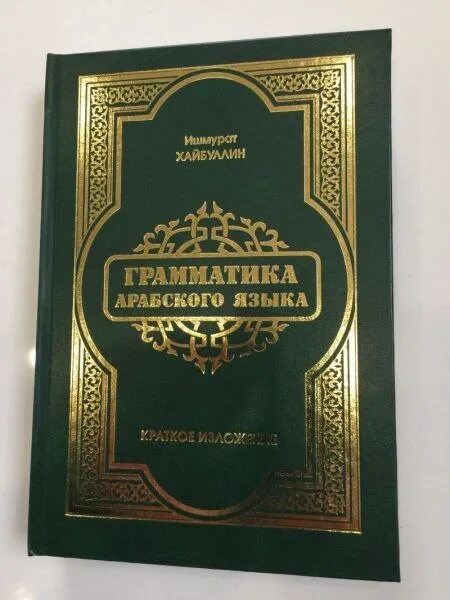 Ишмурат
ХАЙБУЛЛИН
ГРАММАТИКА
АРАБСКОГО ЯЗЫКА
КРАТКОЕ ИЗЛОЖЕНИЕ